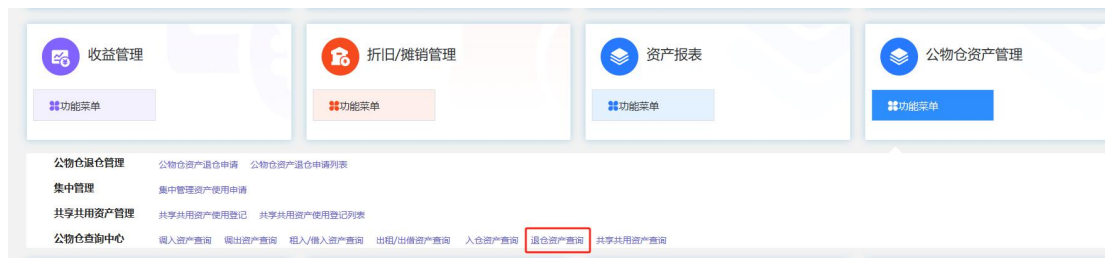 收益管理 折旧/摊销管理 资产报表 公物仓资产管理
功能菜单 功能菜单 功能菜单 功能菜单
公物仓退仓管理 公物仓资产退仓申请 公物仓资产退仓申请列表
集中管理 集中管理资产使用申请
共享共用资产管理 共享共用资产使用登记 共享共用资产使用登记列表
公物仓查询中心 调入资产查询 调出资产查询 租入/借入资产查询 出租/出借资产查询 入仓资产查询 退仓资产查询 共享共用资产查询